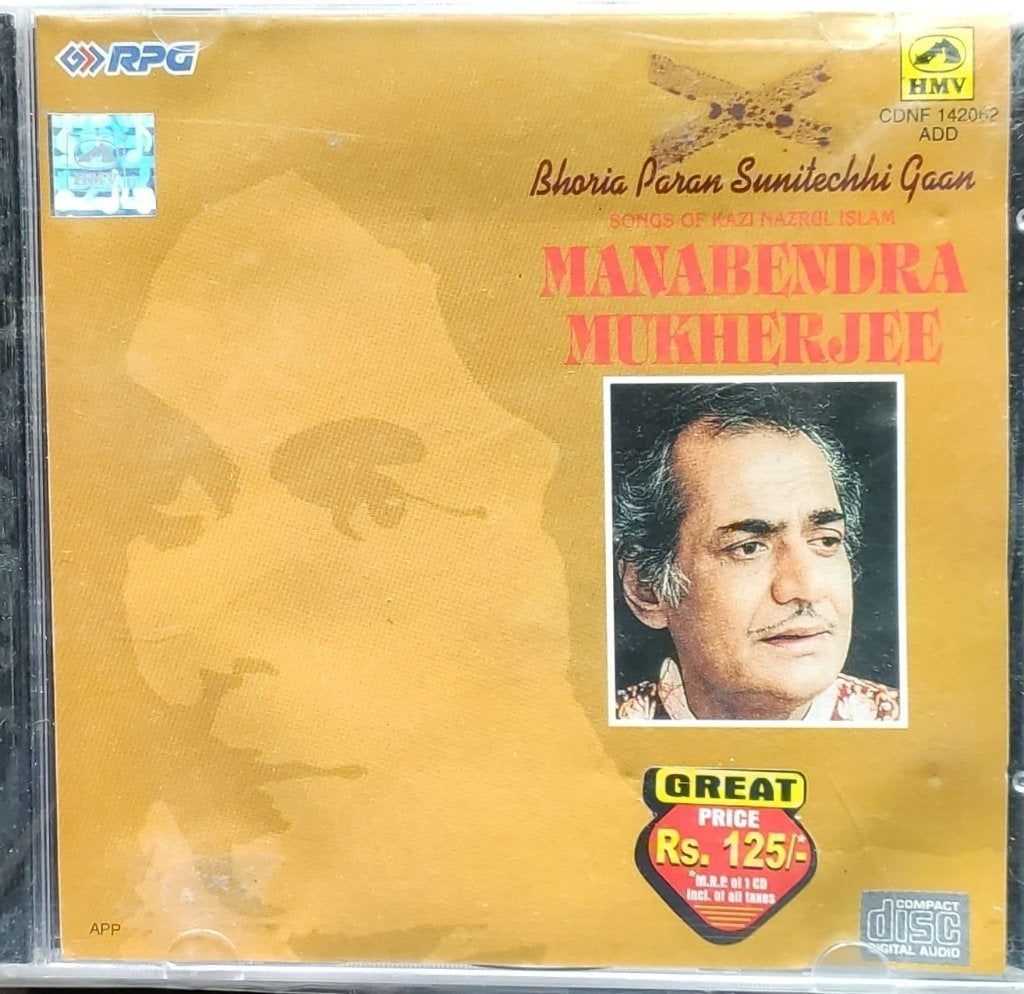 RPG
HMV
CDNF 142062
ADD
HMV
Bhoria Paran Sunitechhi Gaan
SONGS OF KAZI NAZRUL ISLAM
MANABENDRA
MUKHERJEE
GREAT
PRICE
Rs. 125/-*
*M.R.P. of 1 CD
incl. of all taxes
COMPACT
disc
DIGITAL AUDIO
APP